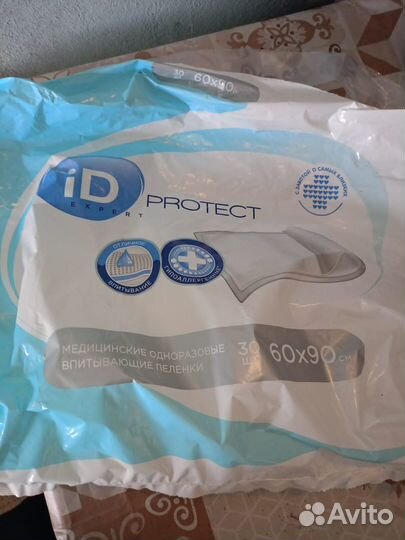 30 60x90
iD
EXPERT
PROTECT
С ЗАБОТОЙ О САМЫХ БЛИЗКИХ
ОТЛИЧНОЕ
ВПИТЫВАНИЕ
ГИПОАЛЛЕРГЕННАЯ
МЕДИЦИНСКИЕ ОДНОРАЗОВЫЕ
ВПИТЫВАЮЩИЕ ПЕЛЕНКИ
30 60x90 СМ
ШТ
Avito